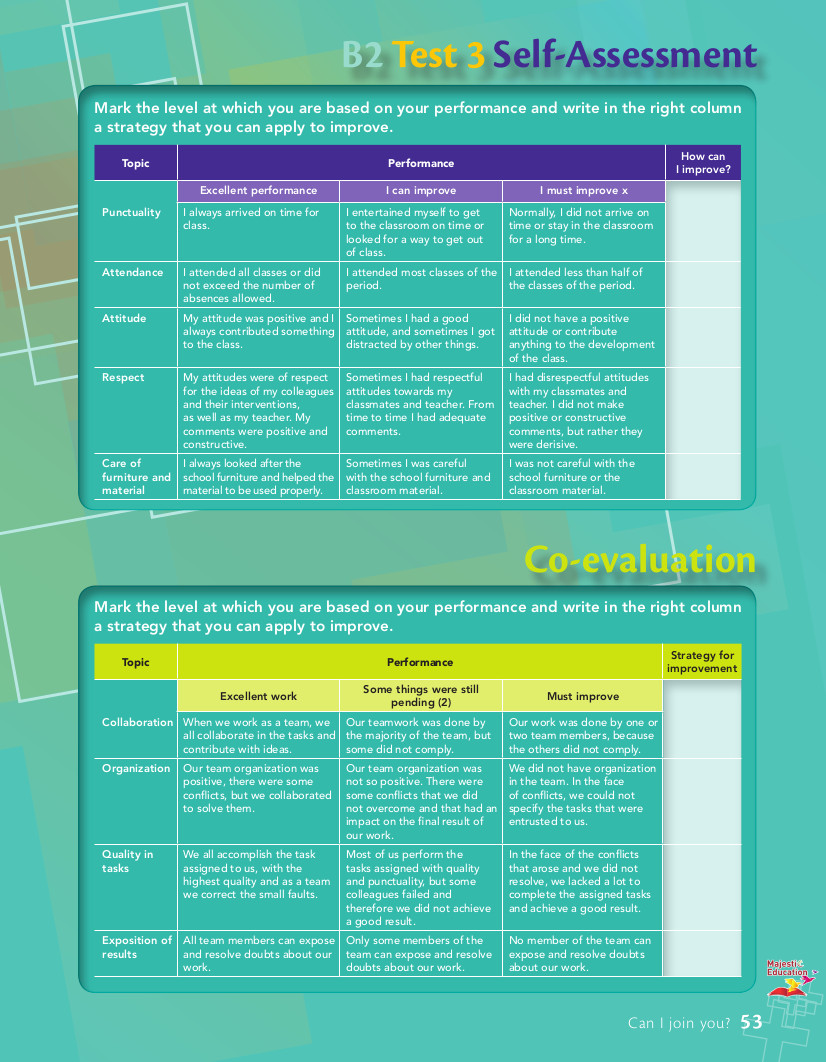 B2 Test 3 Self-Assessment
Mark the level at which you are based on your performance and write in the right column
a strategy that you can apply to improve.
Topic
Performance
How can
I improve?
Excellent performance
I can improve
I must improve x
Punctuality
I always arrived on time for
class.
I entertained myself to get
to the classroom on time or
looked for a way to get out
of class.
Normally, I did not arrive on
time or stay in the classroom
for a long time.
Attendance
I attended all classes or did
not exceed the number of
absences allowed.
I attended most classes of the
period.
I attended less than half of
the classes of the period.
Attitude
My attitude was positive and I
always contributed something
to the class.
Sometimes I had a good
attitude, and sometimes I got
distracted by other things.
I did not have a positive
attitude or contribute
anything to the development
of the class.
Respect
My attitudes were of respect
for the ideas of my colleagues
and their interventions,
as well as my teacher. My
comments were positive and
constructive.
Sometimes I had respectful
attitudes towards my
classmates and teacher. From
time to time I had adequate
comments.
I had disrespectful attitudes
with my classmates and
teacher. I did not make
positive or constructive
comments, but rather they
were derisive.
Care of
furniture and
material
I always looked after the
school furniture and helped the
material to be used properly.
Sometimes I was careful
with the school furniture and
classroom material.
I was not careful with the
school furniture or the
classroom material.
Co-evaluation
Mark the level at which you are based on your performance and write in the right column
a strategy that you can apply to improve.
Topic
Performance
Strategy for
improvement
Excellent work
Some things were still
pending (2)
Must improve
Collaboration
When we work as a team, we
all collaborate in the tasks and
contribute with ideas.
Our teamwork was done by
the majority of the team, but
some did not comply.
Our work was done by one or
two team members, because
the others did not comply.
Organization
Our team organization was
positive, there were some
conflicts, but we collaborated
to solve them.
Our team organization was
not so positive. There were
some conflicts that we did
not overcome and that had an
impact on the final result of
our work.
We did not have organization
in the team. In the face
of conflicts, we could not
specify the tasks that were
entrusted to us.
Quality in
tasks
We all accomplish the task
assigned to us, with the
highest quality and as a team
we correct the small faults.
Most of us perform the
tasks assigned with quality
and punctuality, but some
colleagues failed and
therefore we did not achieve
a good result.
In the face of the conflicts
that arose and we did not
resolve, we lacked a lot to
complete the assigned tasks
and achieve a good result.
Exposition of
results
All team members can expose
and resolve doubts about our
work.
Only some members of the
team can expose and resolve
doubts about our work.
No member of the team can
expose and resolve doubts
about our work.
Majestic
Education
Can I join you? 53